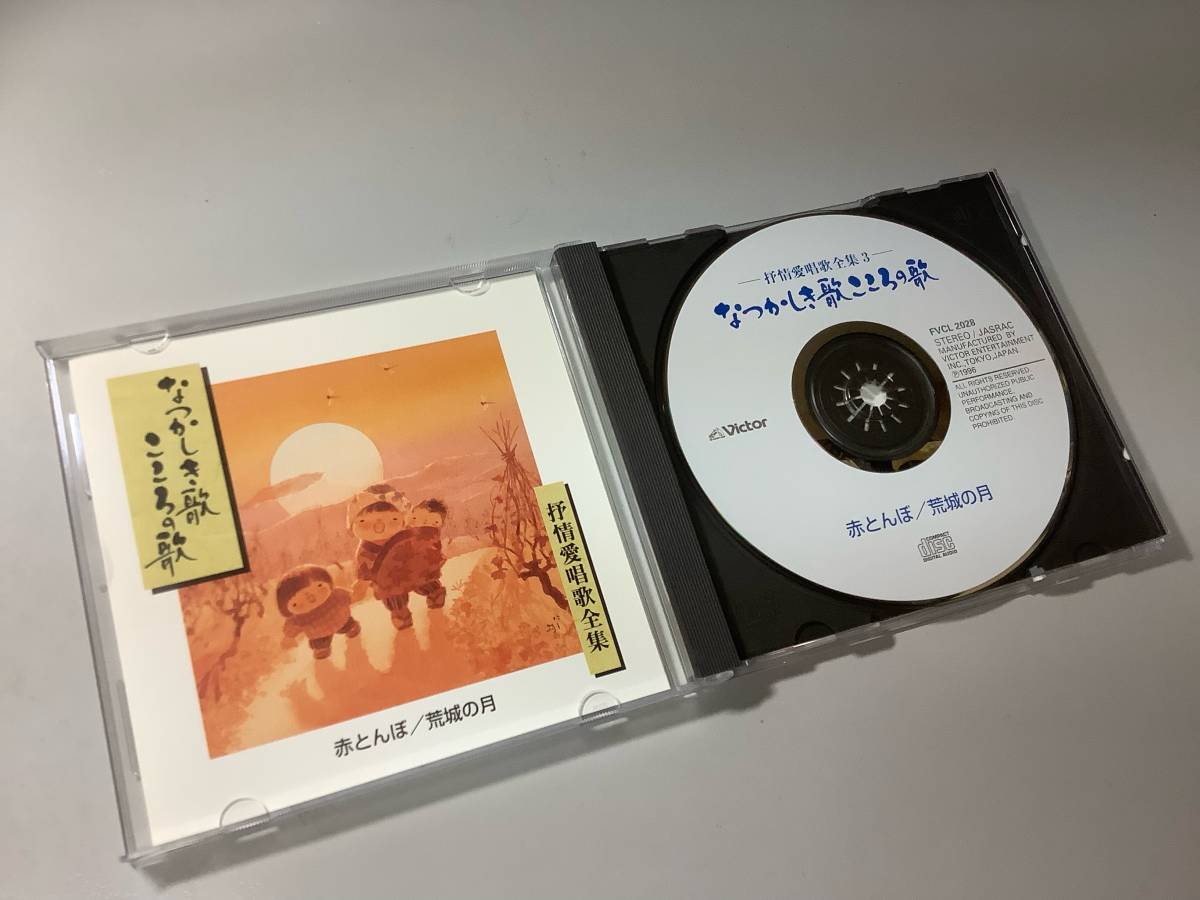 なつかしき歌
こころの歌
抒情愛唱歌全集
赤とんぼ／荒城の月
抒情愛唱歌全集3
なつかしき歌こころの歌
FVCL 2028
STEREO / JASRAC
MANUFACTURED BY
VICTOR ENTERTAINMENT
INC.,TOKYO,JAPAN
℗1996
ALL RIGHTS RESERVED.
UNAUTHORIZED PUBLIC
PERFORMANCE,
BROADCASTING AND
COPYING OF THIS DISC
PROHIBITED.
Victor
赤とんぼ／荒城の月
COMPACT
disc
DIGITAL AUDIO